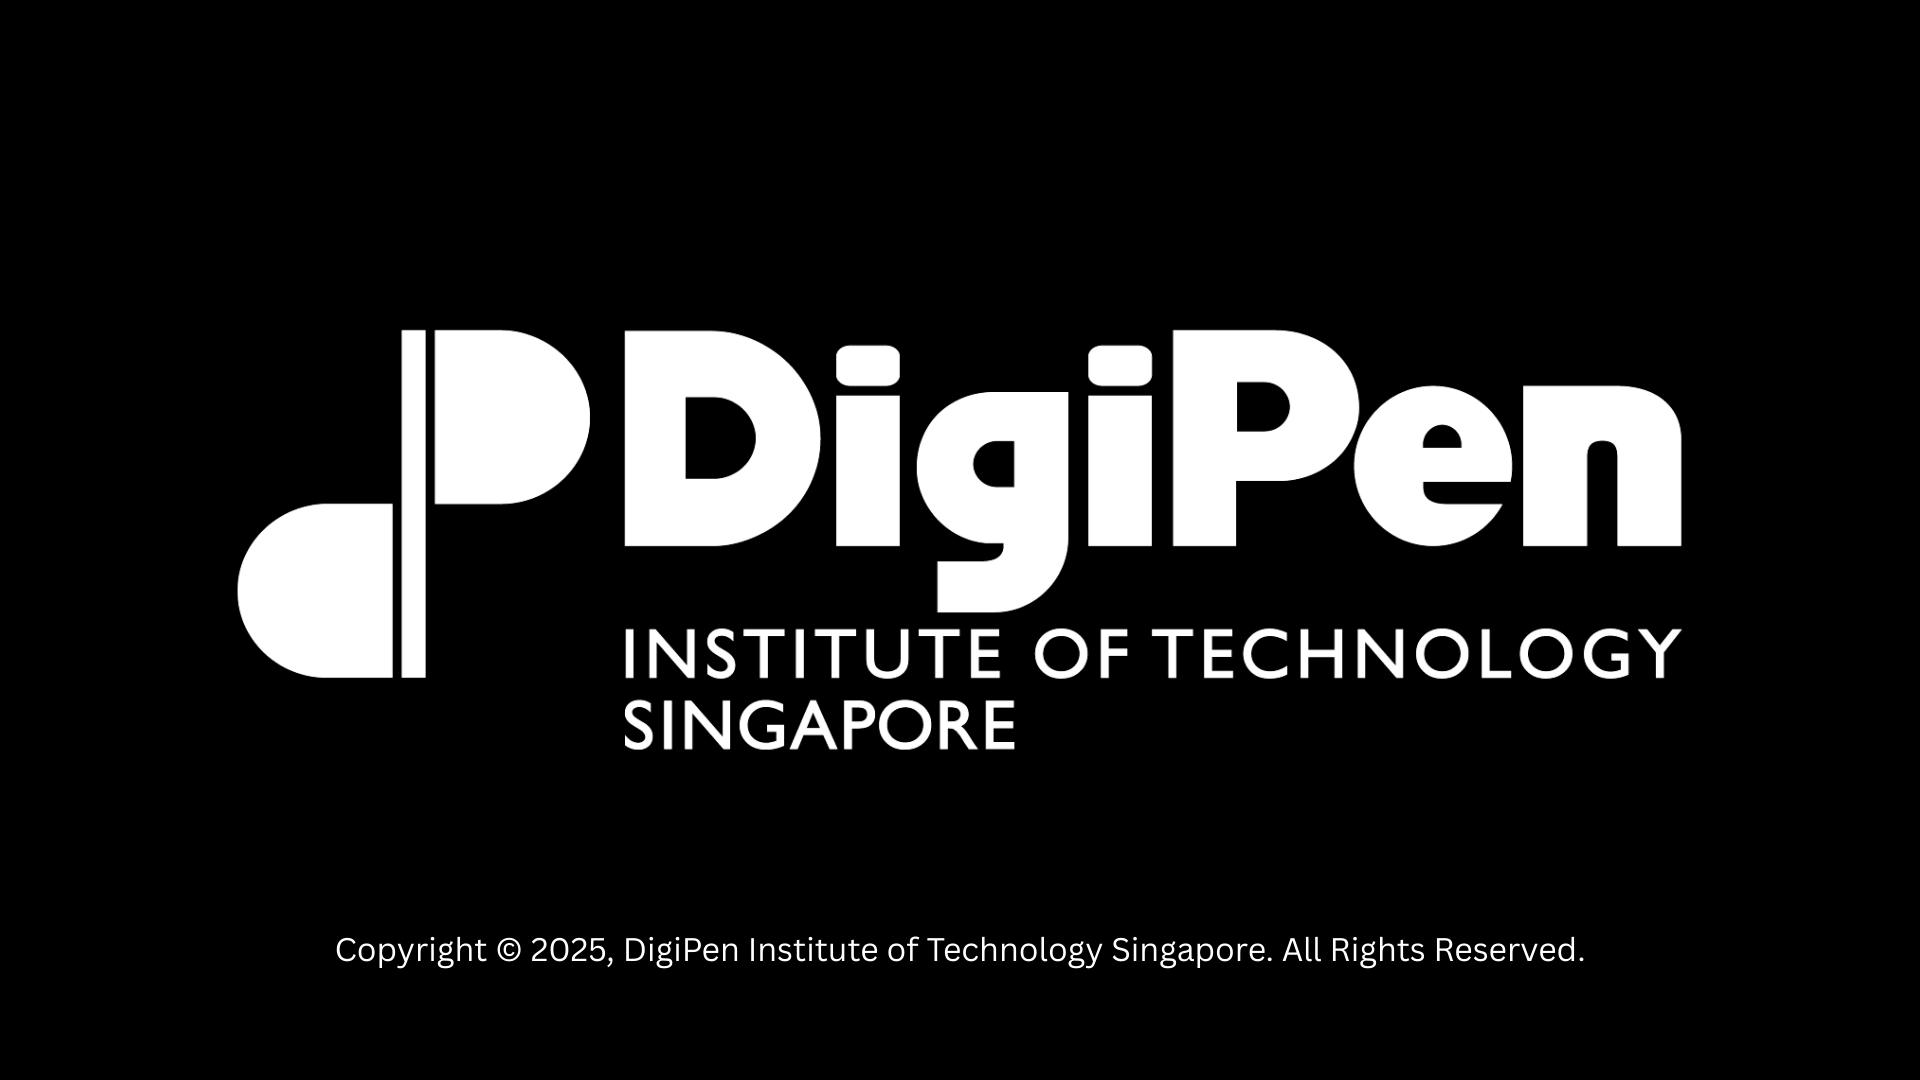 DigiPen
INSTITUTE OF TECHNOLOGY
SINGAPORE
Copyright © 2025, DigiPen Institute of Technology Singapore. All Rights Reserved.